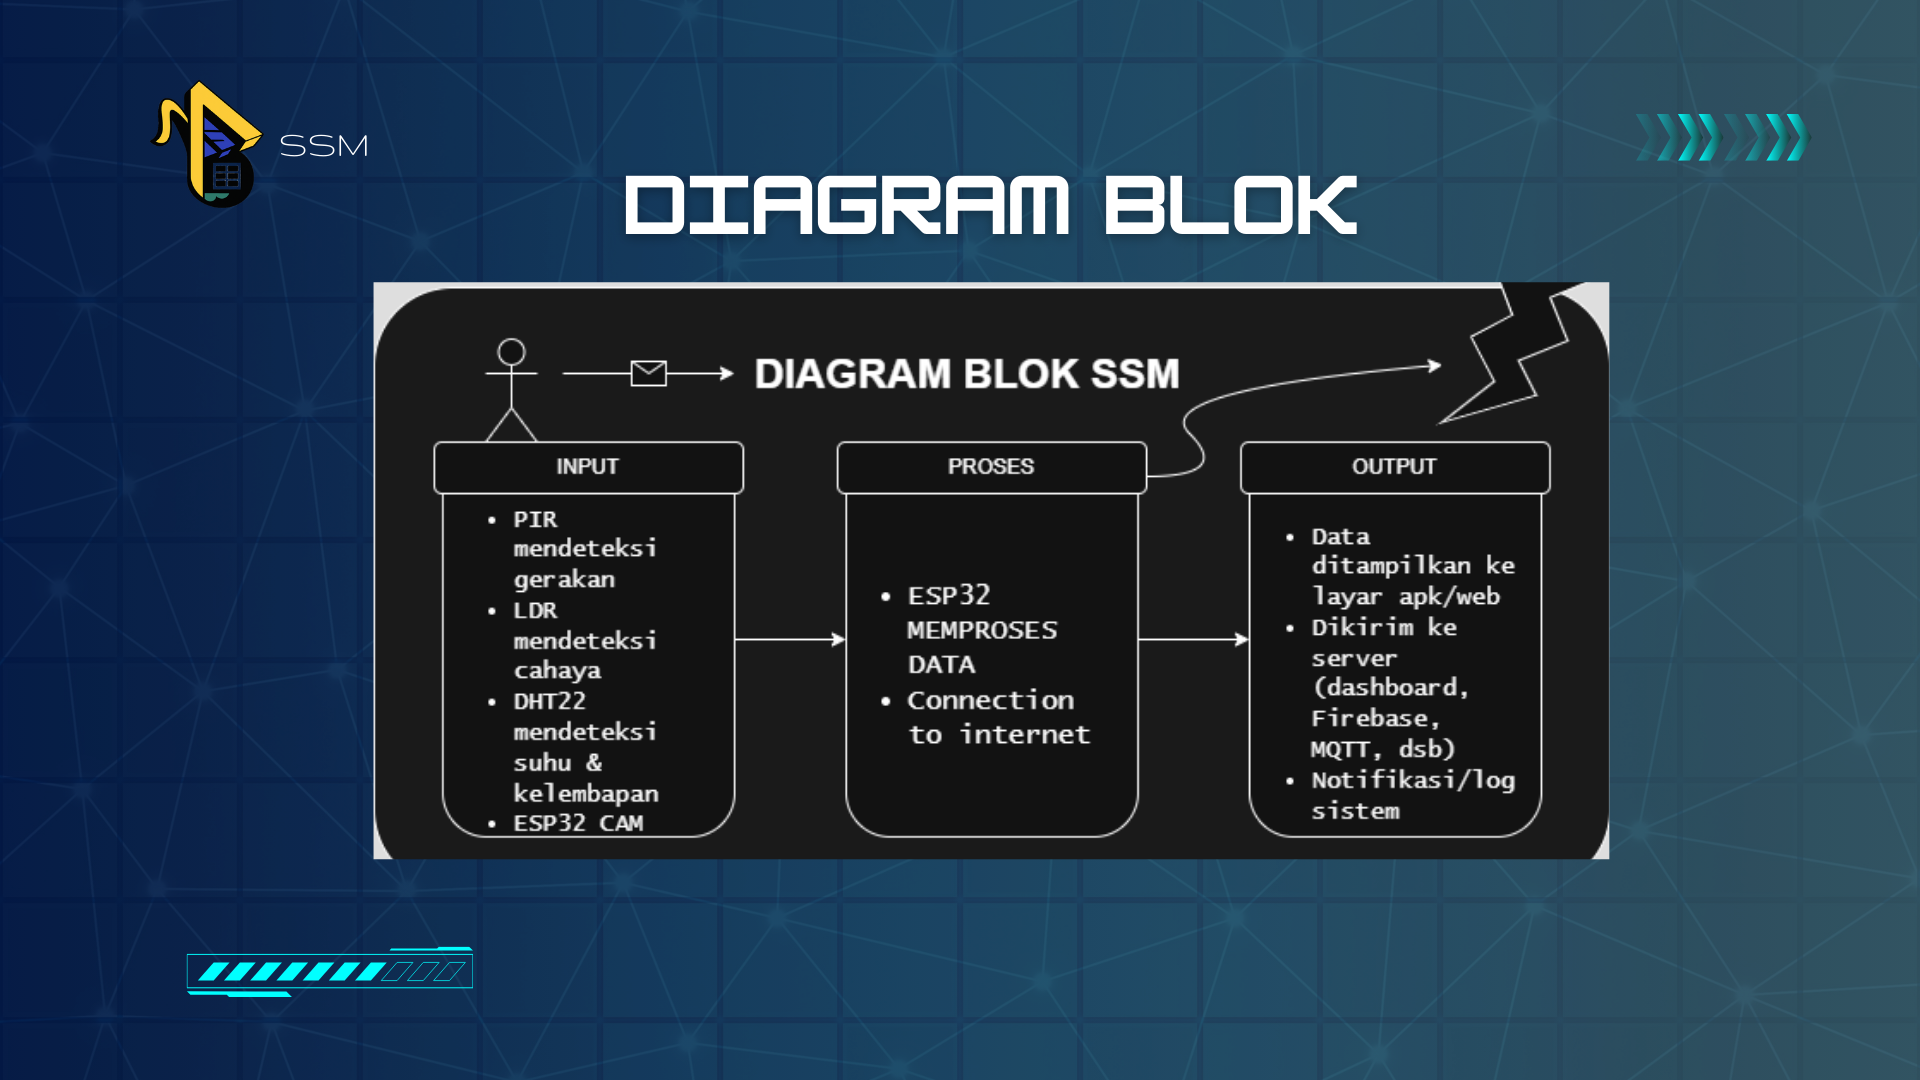 SSM
DIAGRAM BLOK
DIAGRAM BLOK SSM
INPUT
• PIR
mendeteksi
gerakan
• LDR
mendeteksi
cahaya
• DHT22
mendeteksi
suhu &
kelembapan
• ESP32 CAM
PROSES
• ESP32
MEMPROSES
DATA
• Connection
to internet
OUTPUT
• Data
ditampilkan ke
layar apk/web
• Dikirim ke
server
(dashboard,
Firebase,
MQTT, dsb)
• Notifikasi/log
sistem